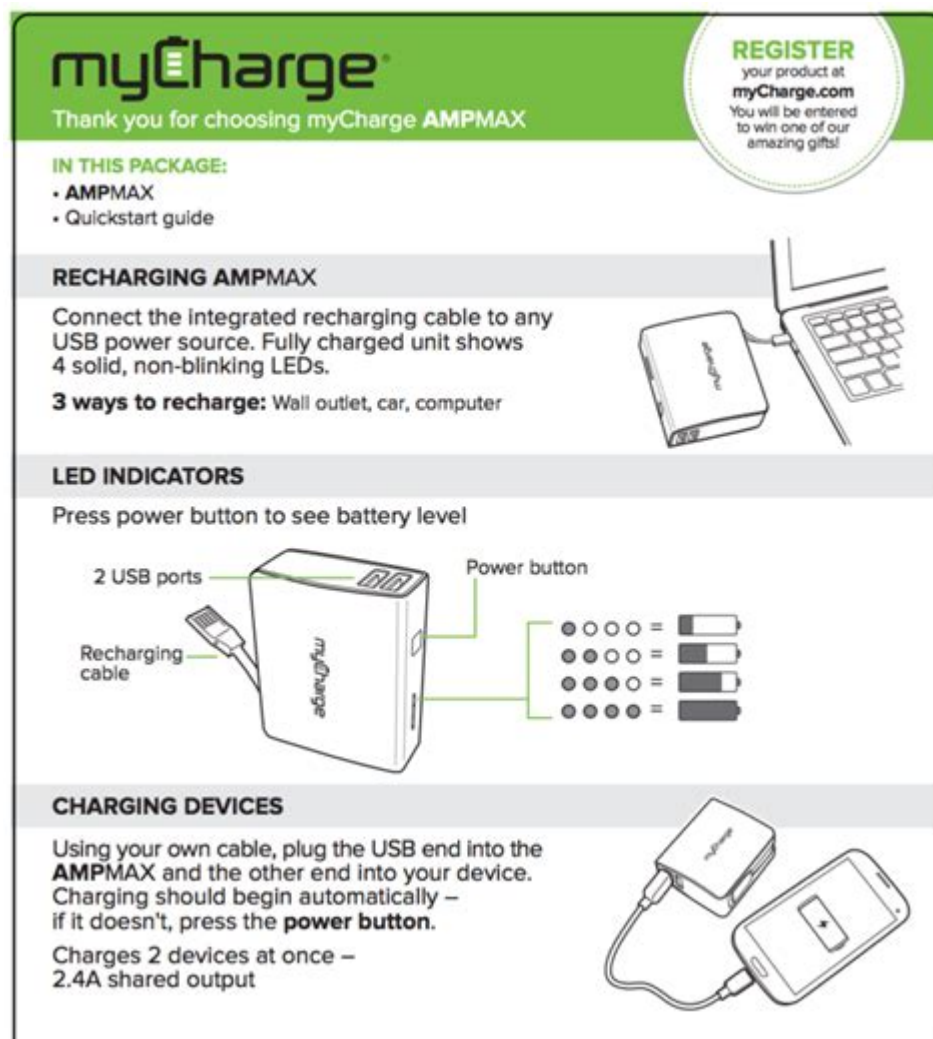 myCharge
Thank you for choosing myCharge AMPMAX
REGISTER
your product at
myCharge.com
You will be entered
to win one of our
amazing gifts!
IN THIS PACKAGE:
• AMPMAX
• Quickstart guide
RECHARGING AMPMAX
Connect the integrated recharging cable to any
USB power source. Fully charged unit shows
4 solid, non-blinking LEDs.
3 ways to recharge: Wall outlet, car, computer
myCharge
LED INDICATORS
Press power button to see battery level
2 USB ports
Power button
Recharging
cable
myCharge
=
=
=
=
CHARGING DEVICES
Using your own cable, plug the USB end into the
AMPMAX and the other end into your device.
Charging should begin automatically –
if it doesn't, press the power button.
Charges 2 devices at once –
2.4A shared output
myCharge